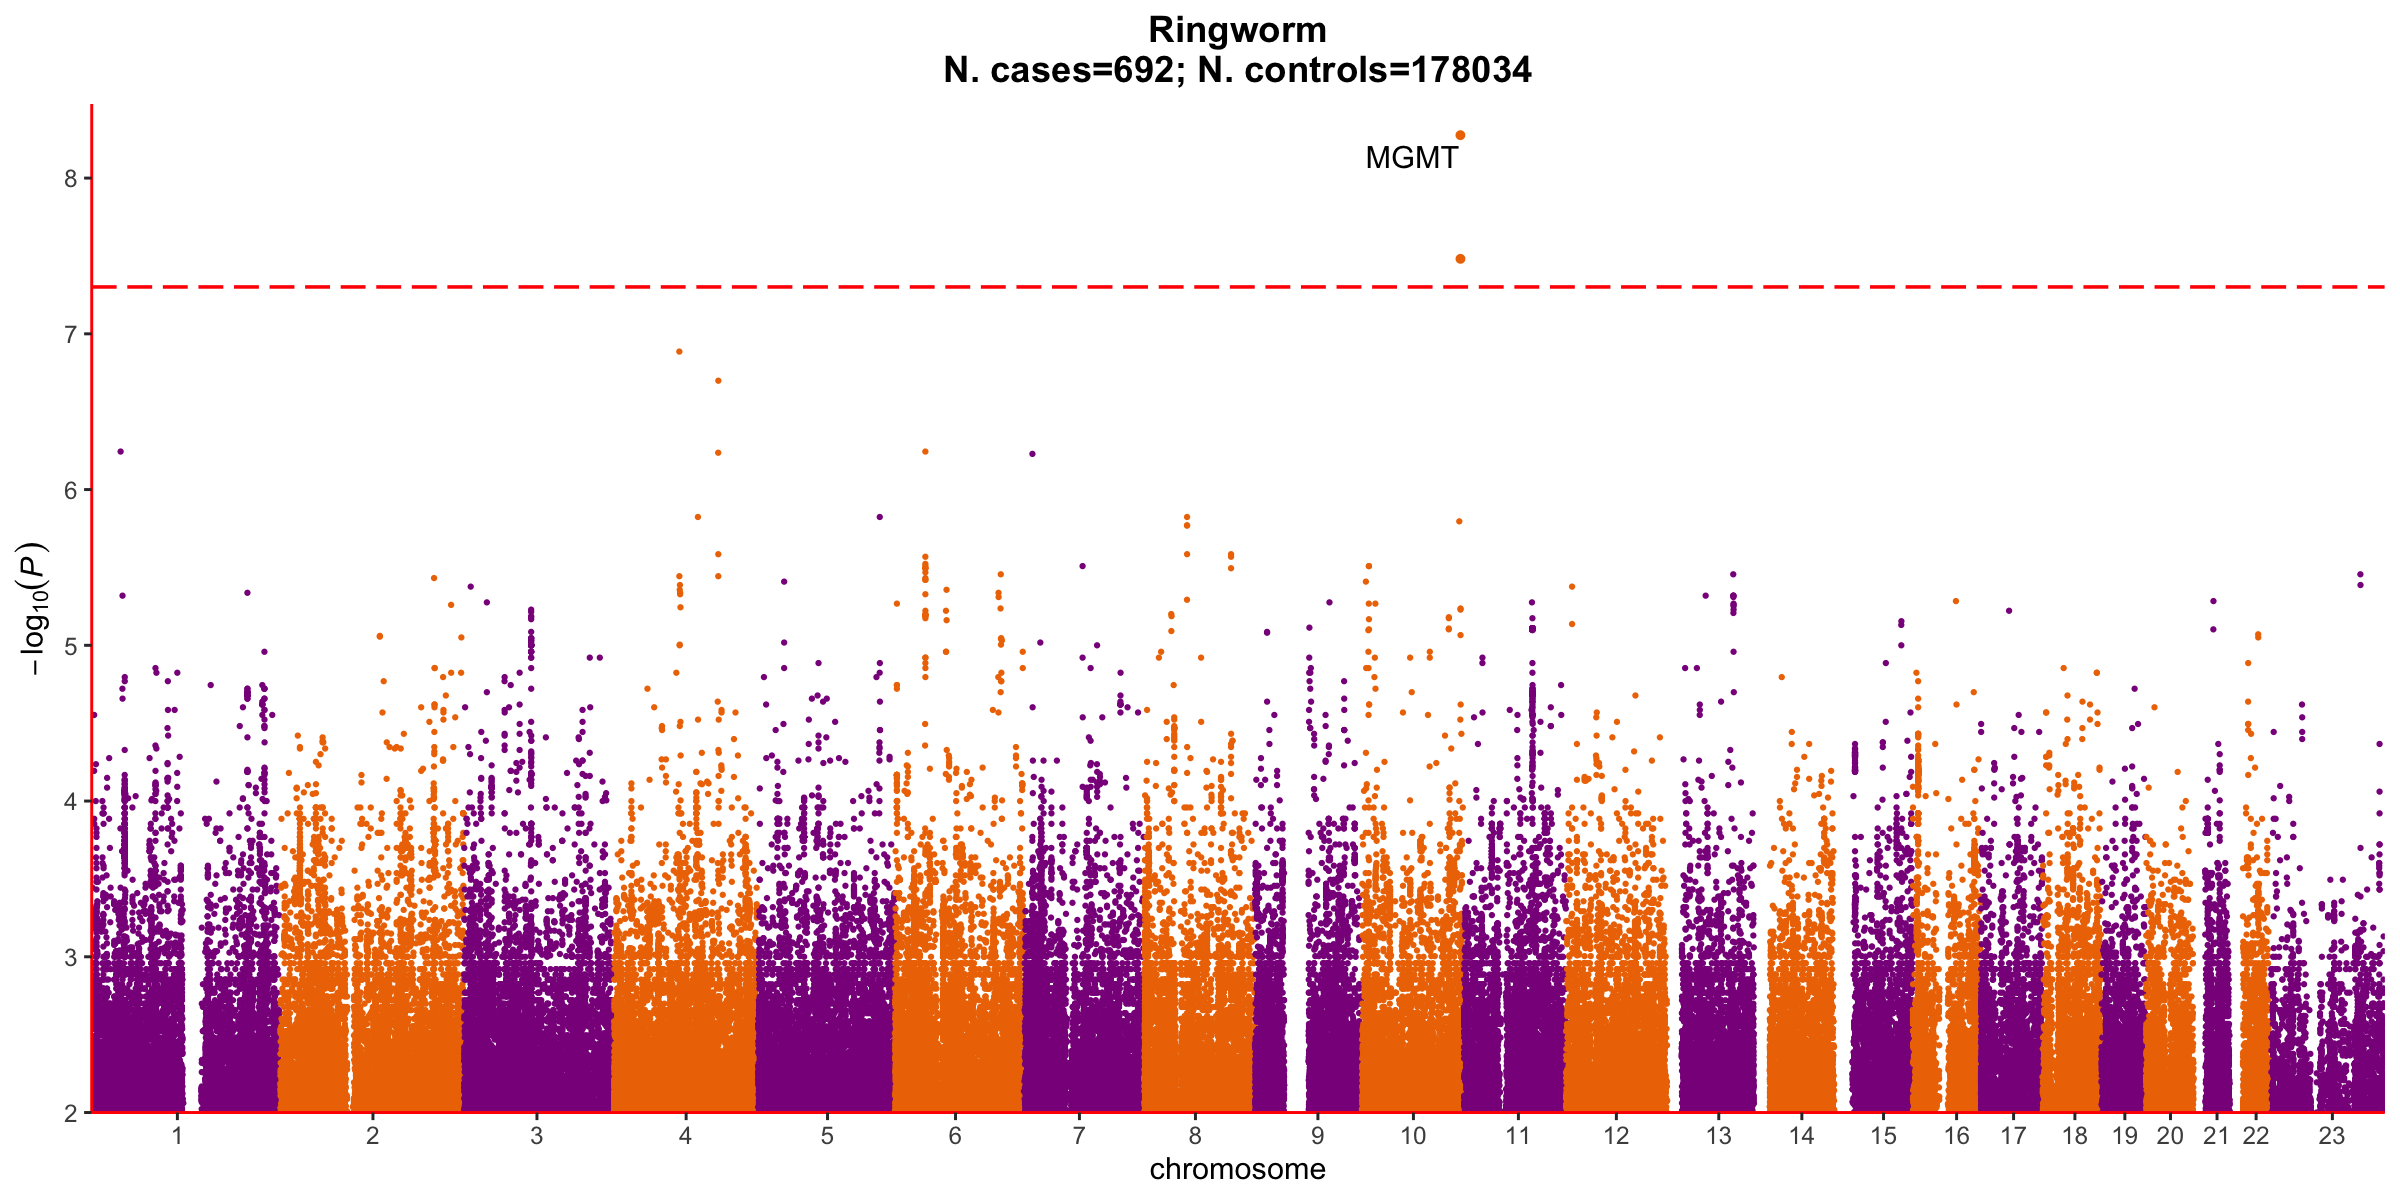 Ringworm
N. cases=692; N. controls=178034
MGMT
8
7
6
5
4
3
2
−log10(P)
1 2 3 4 5 6 7 8 9 10 11 12 13 14 15 16 17 18 19 20 21 22 23
chromosome